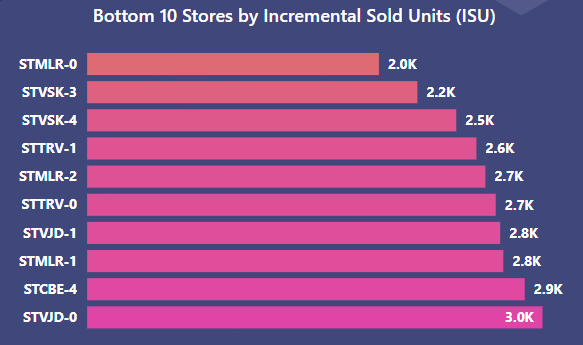 Bottom 10 Stores by Incremental Sold Units (ISU)
STMLR-0 2.0K
STVSK-3 2.2K
STVSK-4 2.5K
STTRV-1 2.6K
STMLR-2 2.7K
STTRV-0 2.7K
STVJD-1 2.8K
STMLR-1 2.8K
STCBE-4 2.9K
STVJD-0 3.0K